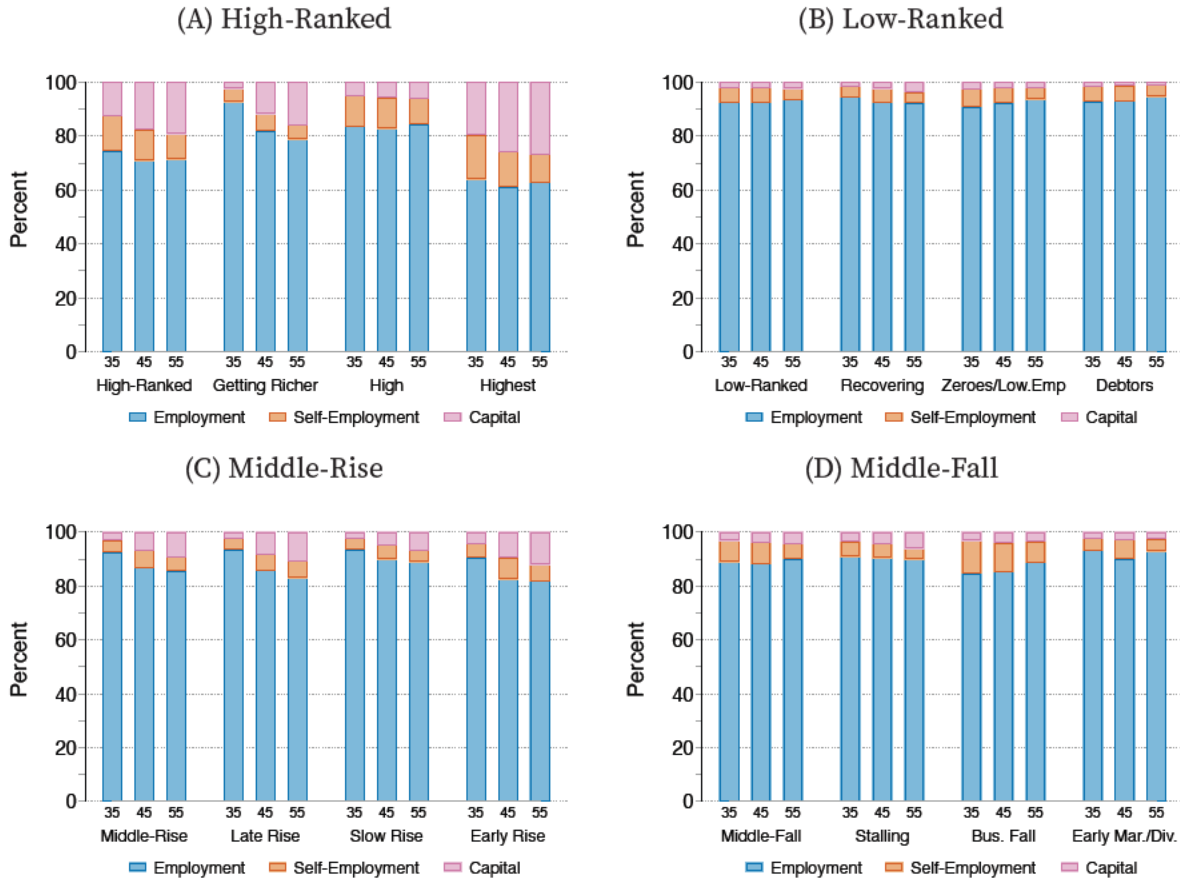 (A) High-Ranked
Percent
100
80
60
40
20
0
35 45 55 35 45 55 35 45 55 35 45 55
High-Ranked Getting Richer High Highest
Employment Self-Employment Capital
(B) Low-Ranked
Percent
100
80
60
40
20
0
35 45 55 35 45 55 35 45 55 35 45 55
Low-Ranked Recovering Zeroes/Low.Emp Debtors
Employment Self-Employment Capital
(C) Middle-Rise
Percent
100
80
60
40
20
0
35 45 55 35 45 55 35 45 55 35 45 55
Middle-Rise Late Rise Slow Rise Early Rise
Employment Self-Employment Capital
(D) Middle-Fall
Percent
100
80
60
40
20
0
35 45 55 35 45 55 35 45 55 35 45 55
Middle-Fall Stalling Bus. Fall Early Mar./Div.
Employment Self-Employment Capital